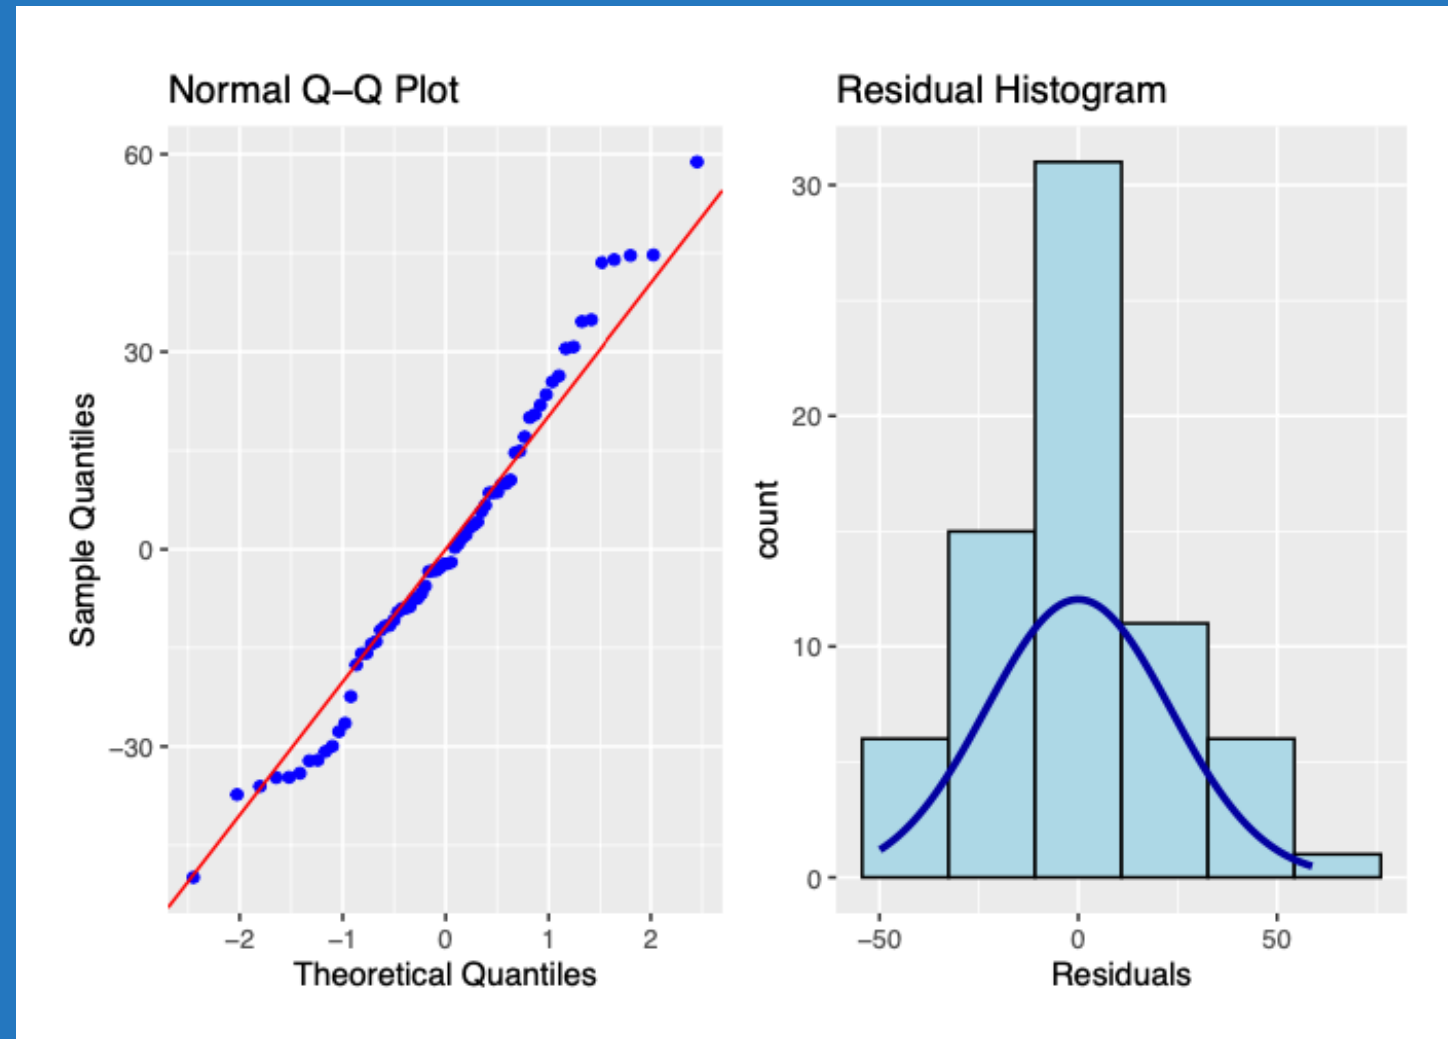 Normal Q–Q Plot
60
30
0
−30
Sample Quantiles
−2 −1 0 1 2
Theoretical Quantiles
Residual Histogram
30
20
10
0
count
−50 0 50
Residuals